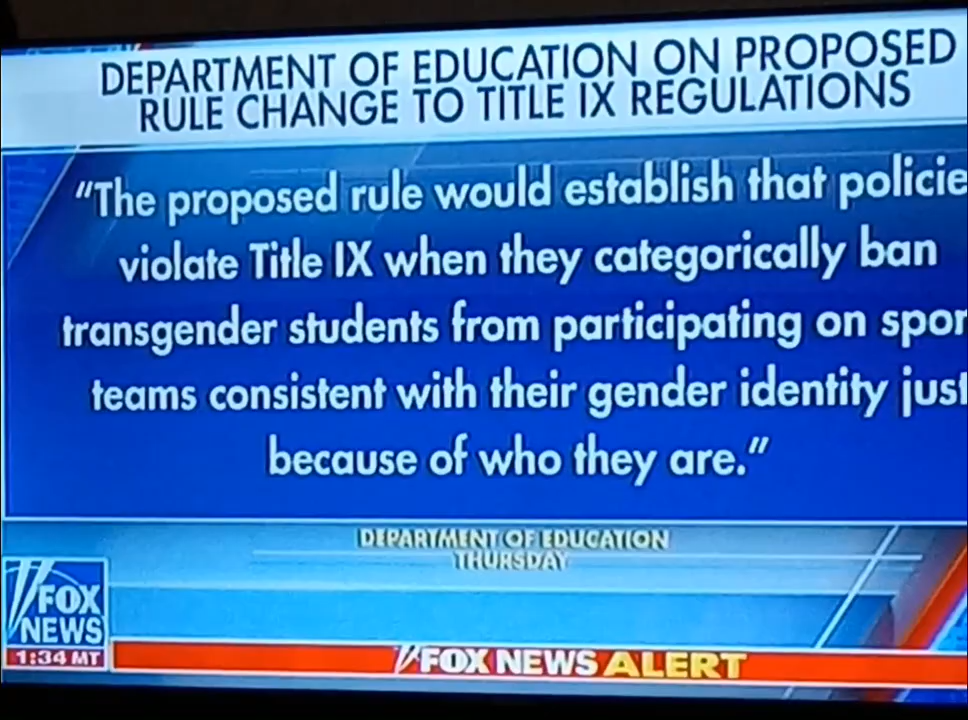 DEPARTMENT OF EDUCATION ON PROPOSED
RULE CHANGE TO TITLE IX REGULATIONS
"The proposed rule would establish that policie
violate Title IX when they categorically ban
transgender students from participating on spor
teams consistent with their gender identity just
because of who they are."
DEPARTMENT OF EDUCATION
THURSDAY
FOX
NEWS
1:34 MT
FOX NEWS ALERT